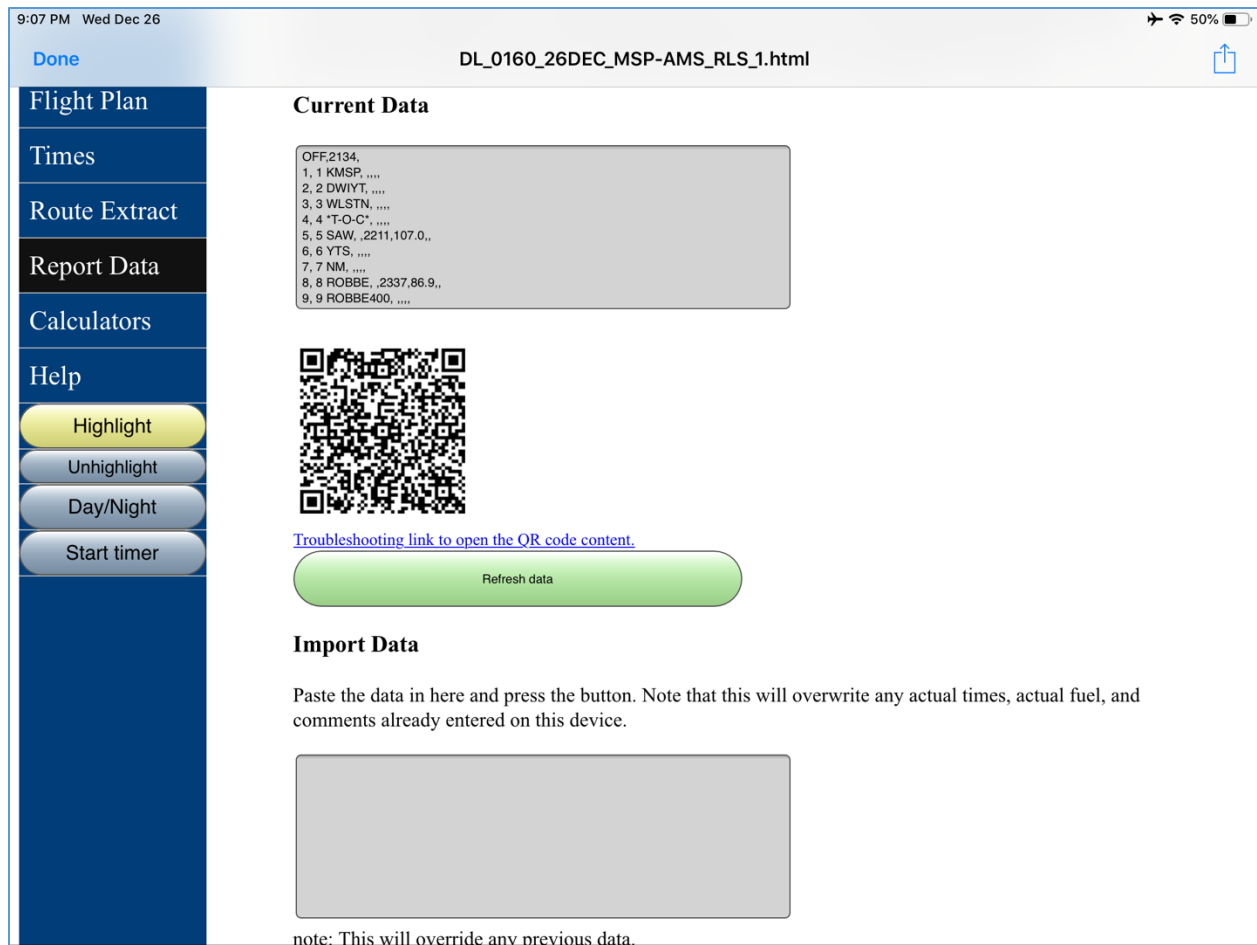 9:07 PM Wed Dec 26
50%
Done
DL_0160_26DEC_MSP-AMS_RLS_1.html
Flight Plan
Times
Route Extract
Report Data
Calculators
Help
Highlight
Unhighlight
Day/Night
Start timer
Current Data
OFF,2134,
1, 1 KMSP, ,,,,
2, 2 DWIYT, ,,,,
3, 3 WLSTN, ,,,,
4, 4 *T-O-C*, ,,,,
5, 5 SAW, ,2211,107.0,,
6, 6 YTS, ,,,,
7, 7 NM, ,,,,
8, 8 ROBBE, ,2337,86.9,,
9, 9 ROBBE400, ,,,,
Troubleshooting link to open the QR code content.
Refresh data
Import Data
Paste the data in here and press the button. Note that this will overwrite any actual times, actual fuel, and
comments already entered on this device.
note: This will override any previous data.